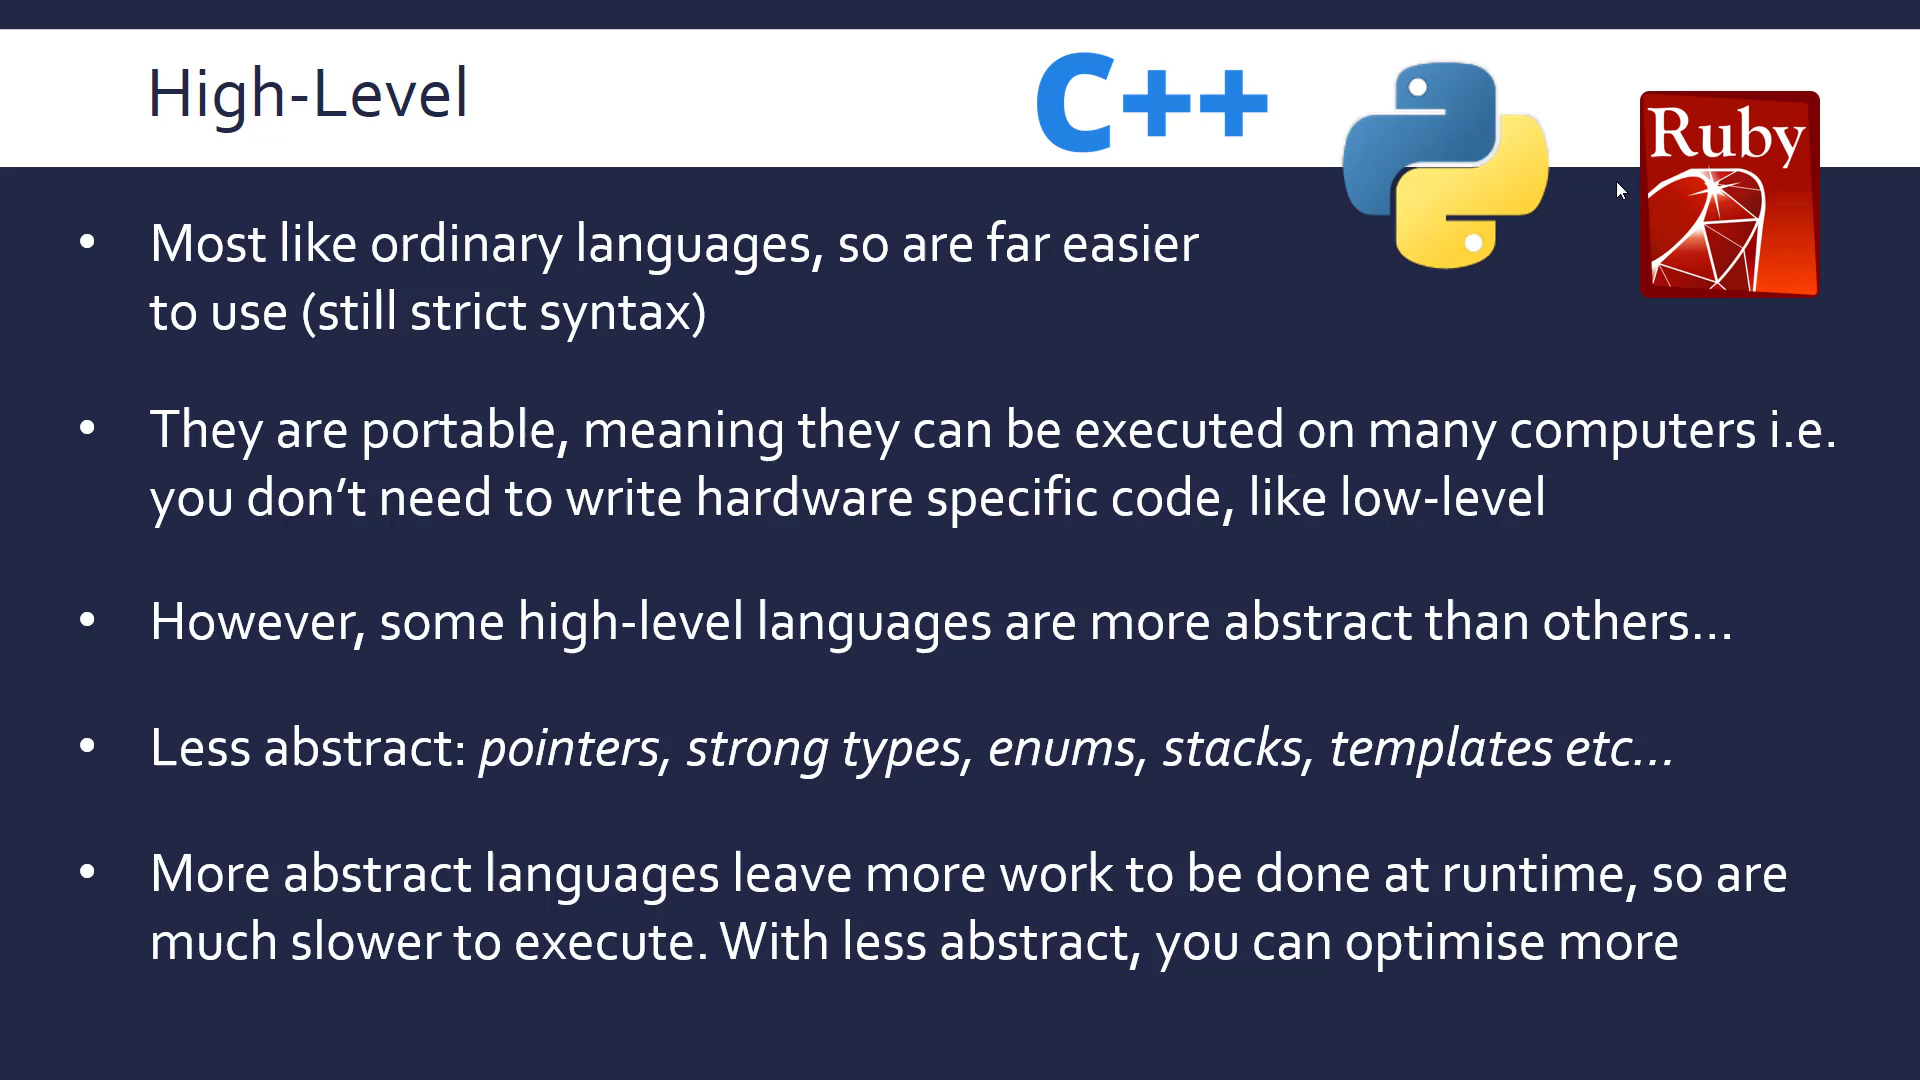 High-Level
C++
Ruby
• Most like ordinary languages, so are far easier
to use (still strict syntax)
• They are portable, meaning they can be executed on many computers i.e.
you don’t need to write hardware specific code, like low-level
• However, some high-level languages are more abstract than others…
• Less abstract: pointers, strong types, enums, stacks, templates etc…
• More abstract languages leave more work to be done at runtime, so are
much slower to execute. With less abstract, you can optimise more